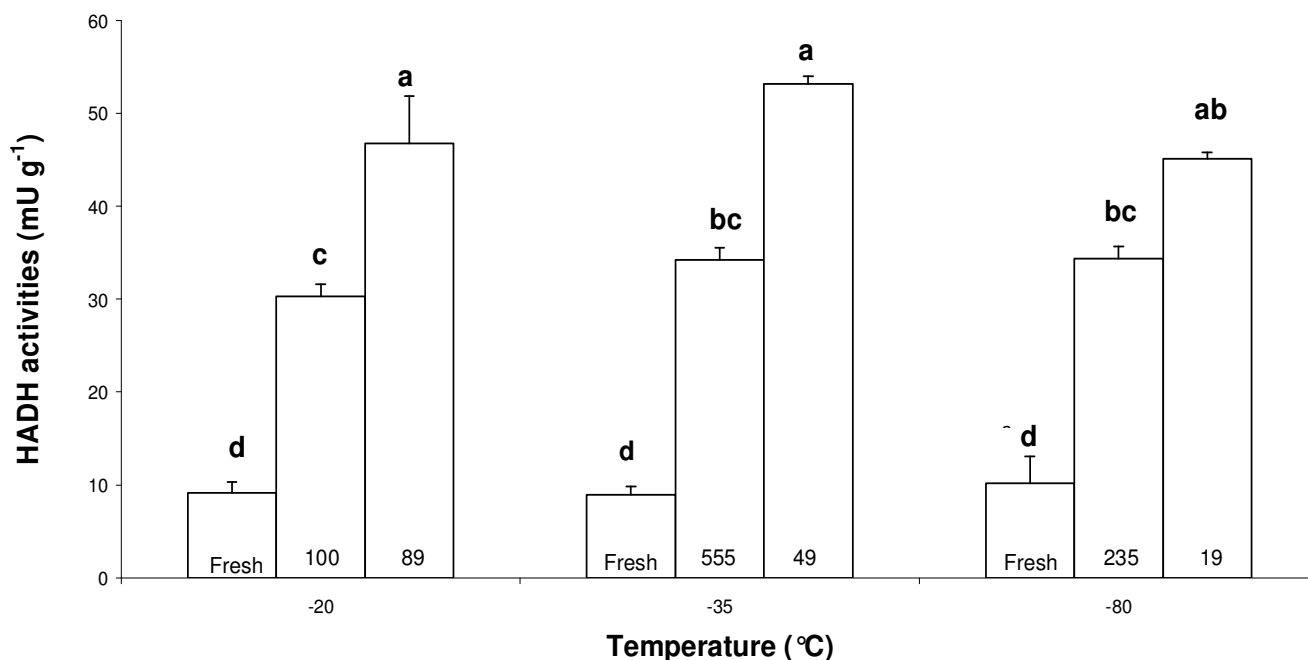 60
50
40
30
20
10
0
HADH activities (mU g⁻¹)
a
c
d
a
bc
d
ab
bc
d
Fresh 100 89
Fresh 555 49
Fresh 235 19
-20 -35 -80
Temperature (°C)